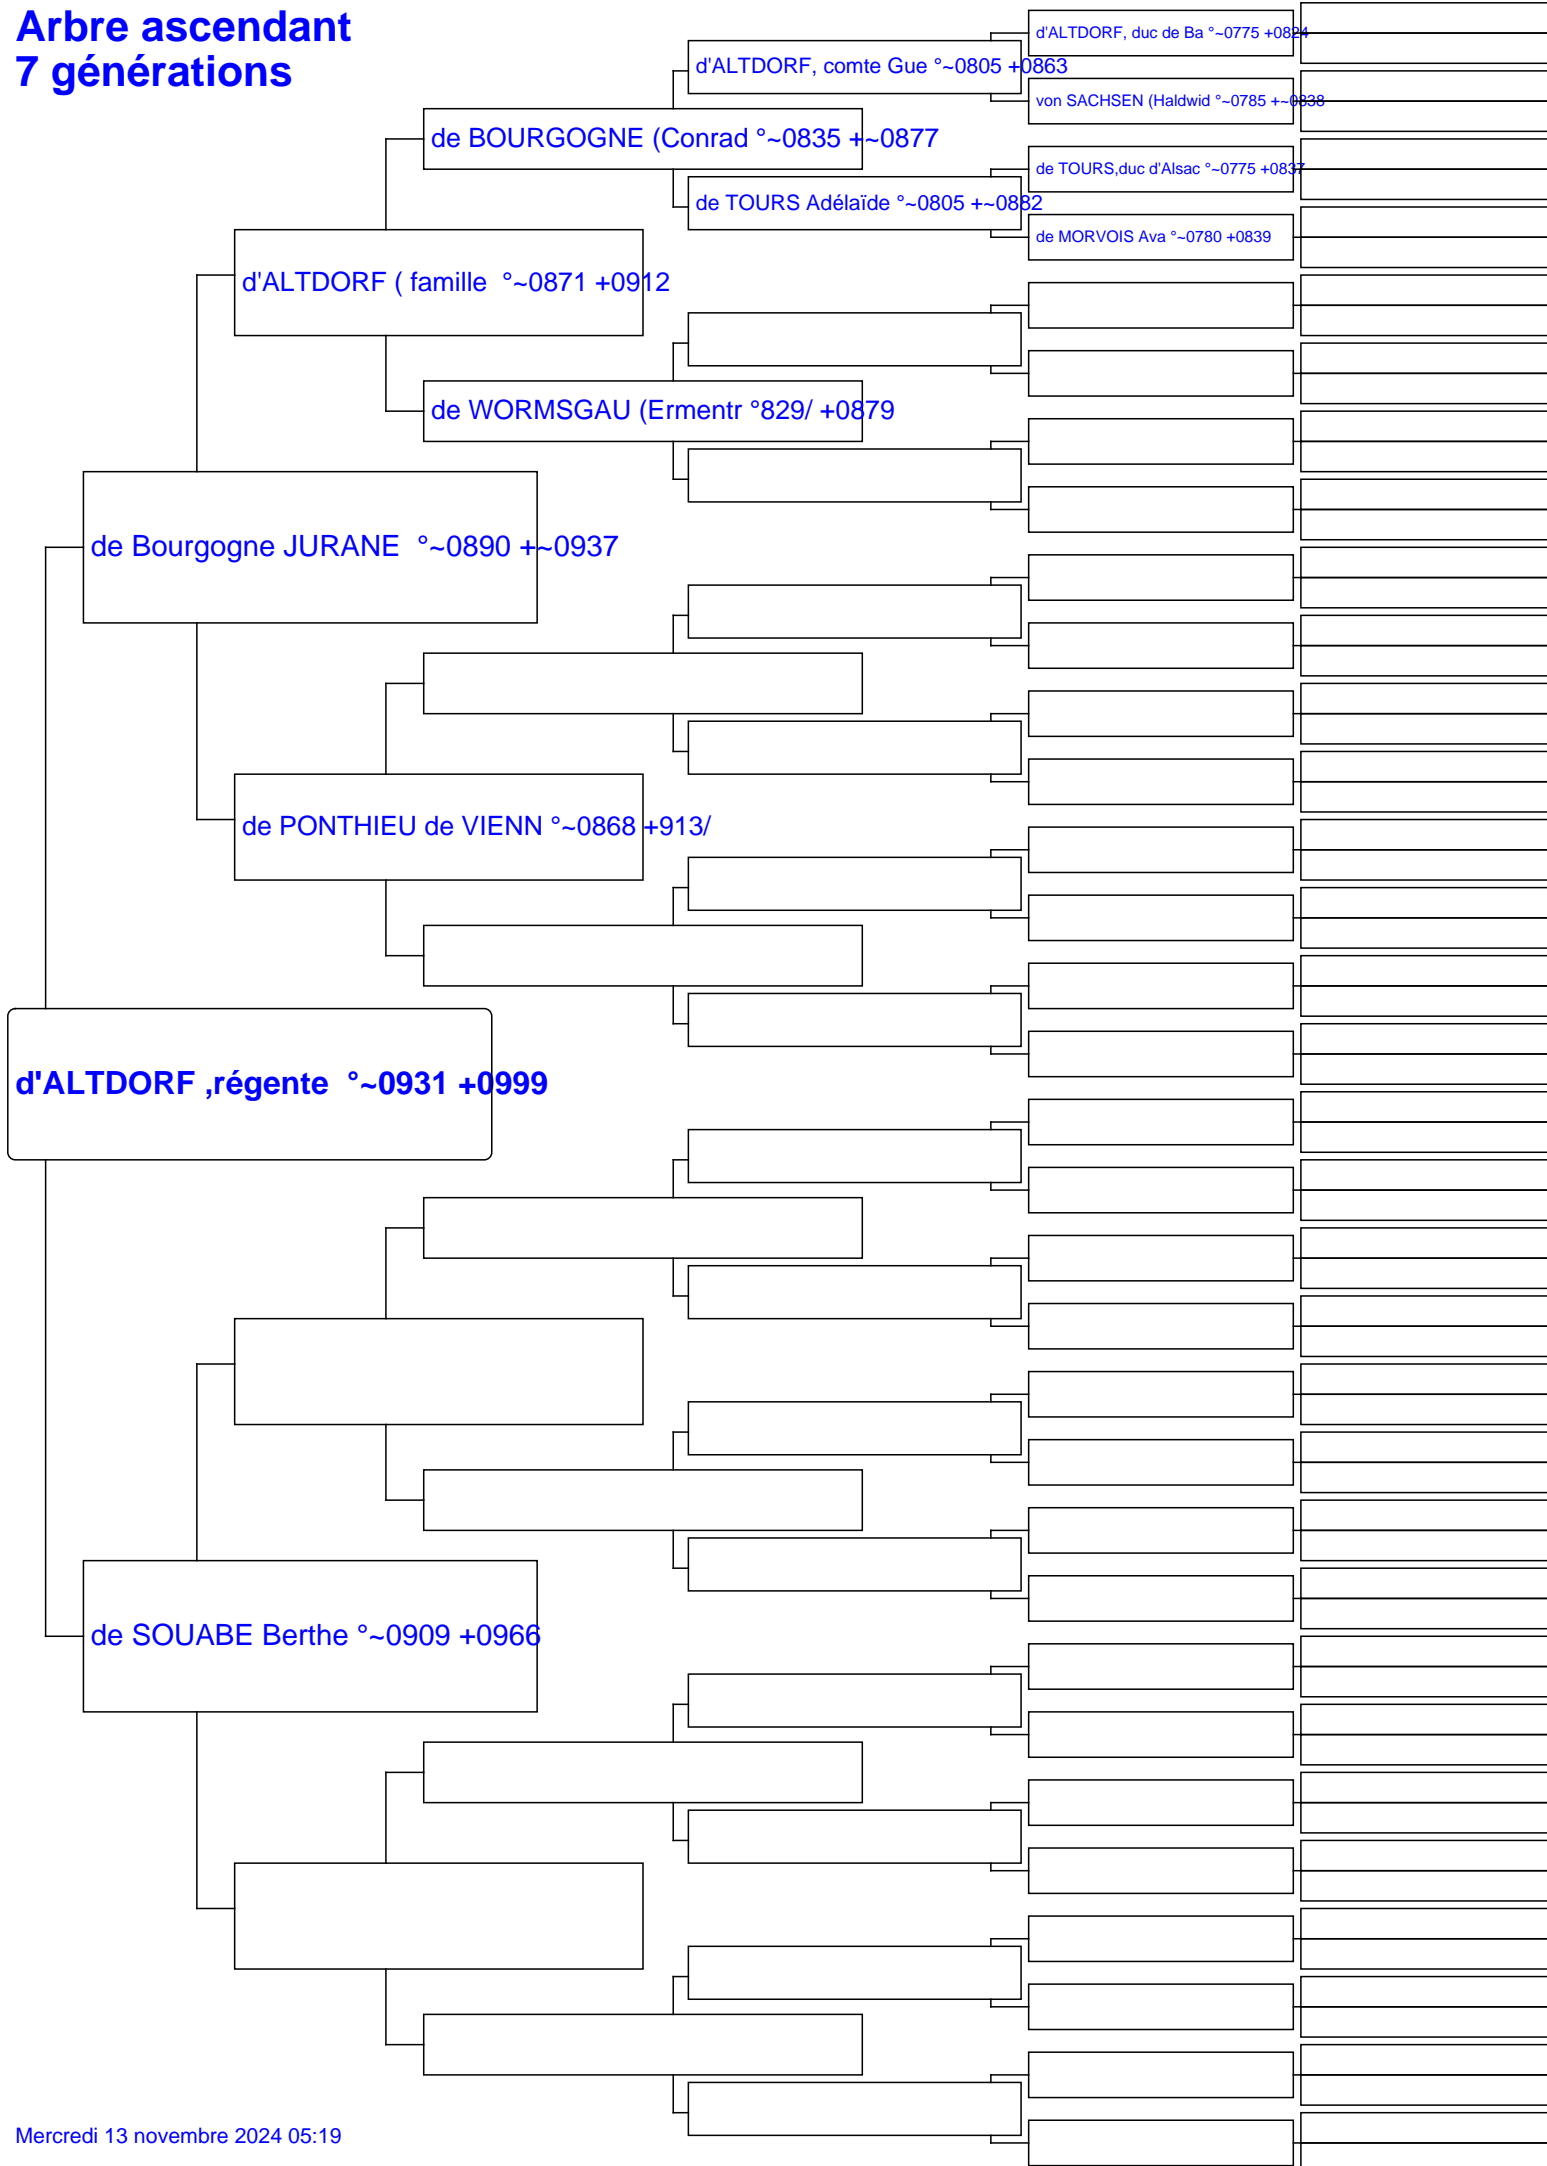 Arbre ascendant
7 générations
d'ALTDORF, duc de Ba °~0775 +0824
d'ALTDORF, comte Gue °~0805 +0863
von SACHSEN (Haldwid °~0785 +~0838
de BOURGOGNE (Conrad °~0835 +~0877
de TOURS,duc d'Alsac °~0775 +0837
de TOURS Adélaïde °~0805 +~0882
de MORVOIS Ava °~0780 +0839
d'ALTDORF ( famille  °~0871 +0912
de WORMSGAU (Ermentr °829/ +0879
de Bourgogne JURANE  °~0890 +~0937
de PONTHIEU de VIENN °~0868 +913/
d'ALTDORF ,régente  °~0931 +0999
de SOUABE Berthe °~0909 +0966
Mercredi 13 novembre 2024 05:19